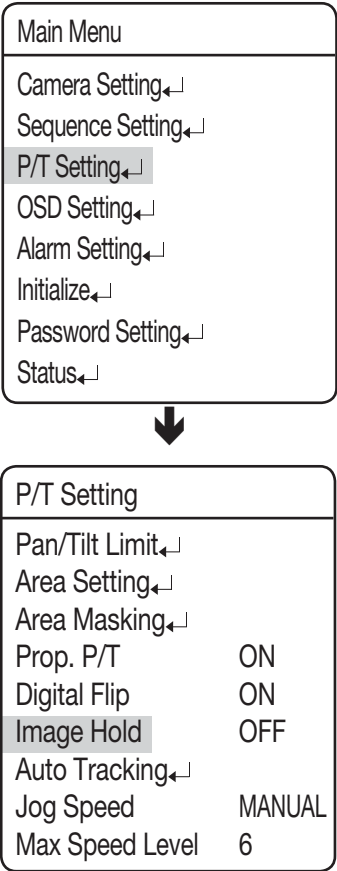 Main Menu
Camera Setting↵
Sequence Setting↵
P/T Setting↵
OSD Setting↵
Alarm Setting↵
Initialize↵
Password Setting↵
Status↵
P/T Setting
Pan/Tilt Limit↵
Area Setting↵
Area Masking↵
Prop. P/T ON
Digital Flip ON
Image Hold OFF
Auto Tracking↵
Jog Speed MANUAL
Max Speed Level 6